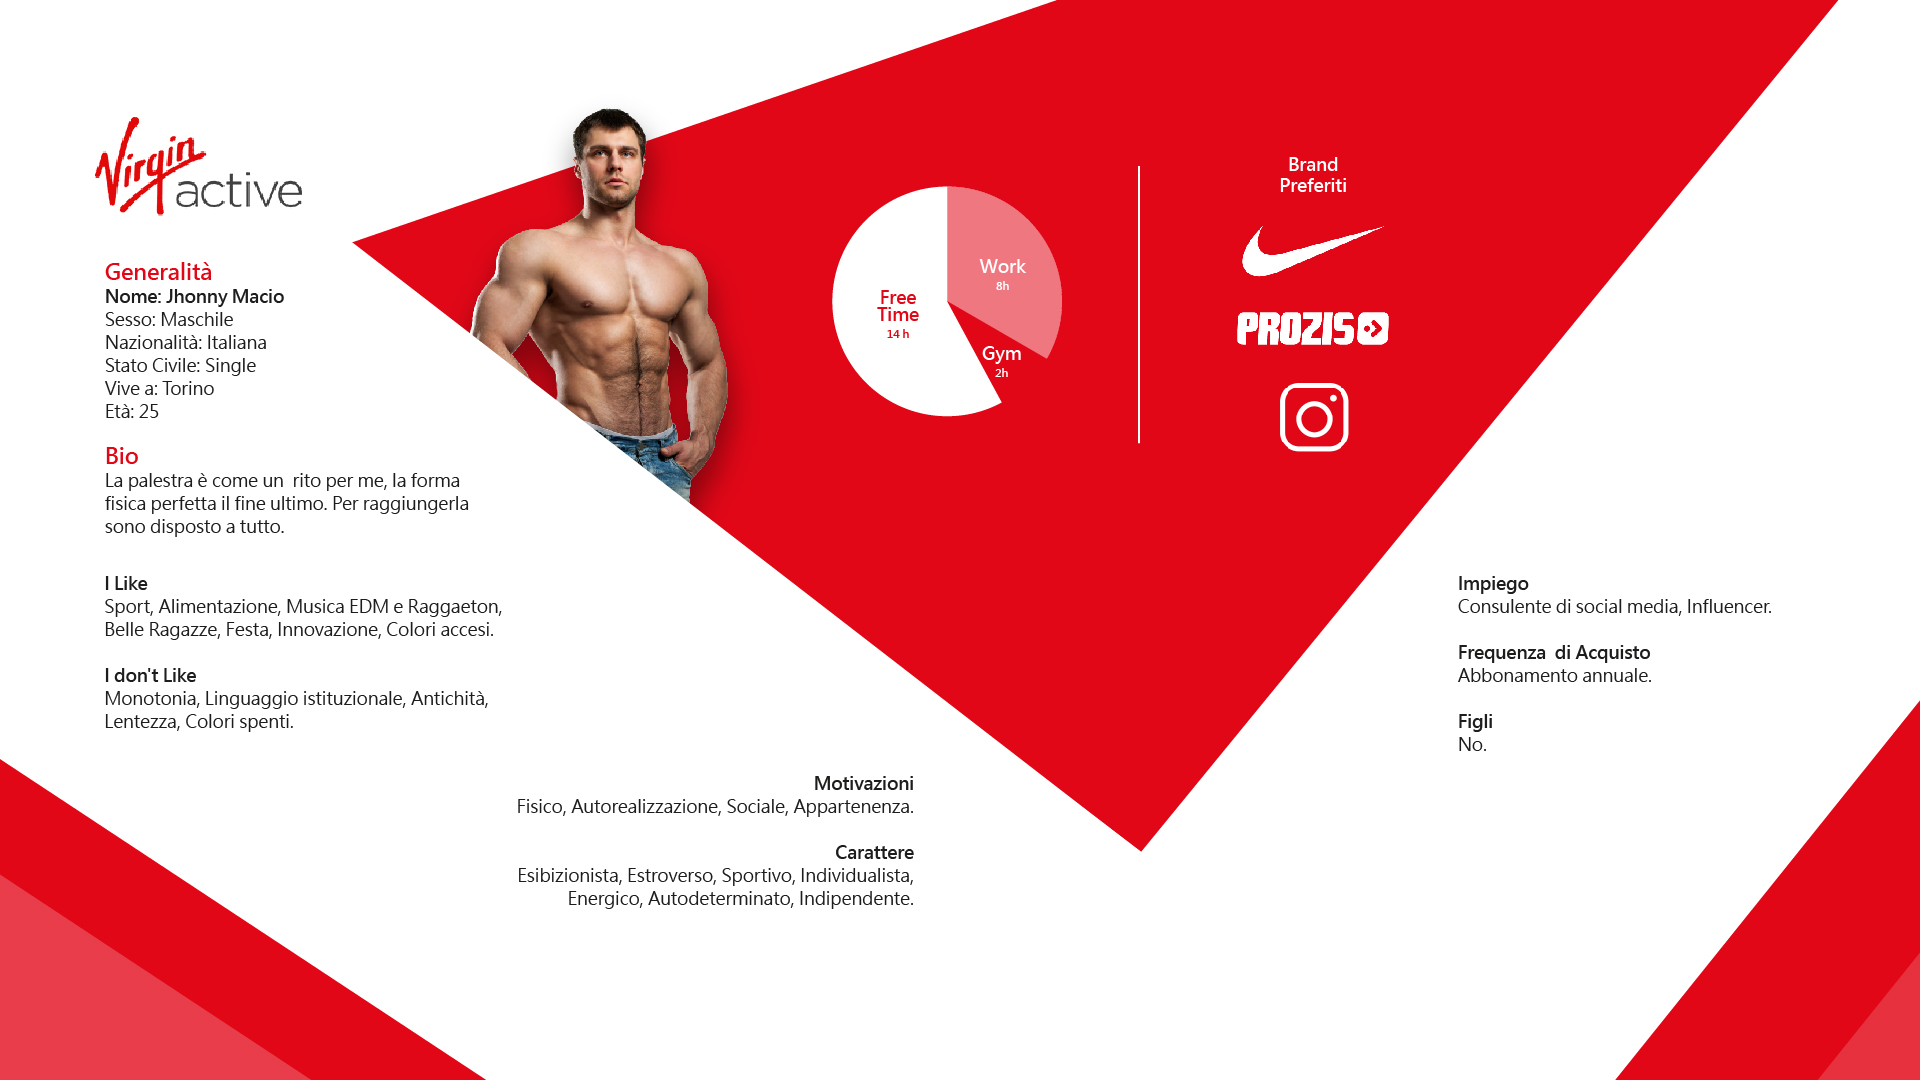 Virgin
active
Generalità
Nome: Jhonny Macio
Sesso: Maschile
Nazionalità: Italiana
Stato Civile: Single
Vive a: Torino
Età: 25
Bio
La palestra è come un  rito per me, la forma
fisica perfetta il fine ultimo. Per raggiungerla
sono disposto a tutto.
I Like
Sport, Alimentazione, Musica EDM e Raggaeton,
Belle Ragazze, Festa, Innovazione, Colori accesi.
I don't Like
Monotonia, Linguaggio istituzionale, Antichità,
Lentezza, Colori spenti.
Work
8h
Free
Time
14 h
Gym
2h
Brand
Preferiti
PROZIS
Motivazioni
Fisico, Autorealizzazione, Sociale, Appartenenza.
Carattere
Esibizionista, Estroverso, Sportivo, Individualista,
Energico, Autodeterminato, Indipendente.
Impiego
Consulente di social media, Influencer.
Frequenza  di Acquisto
Abbonamento annuale.
Figli
No.